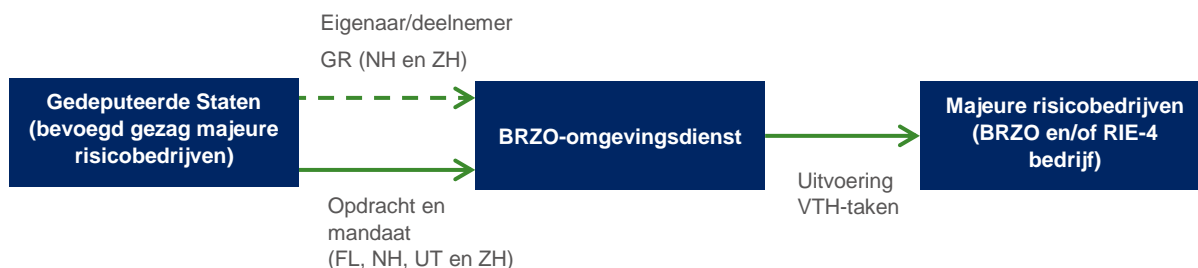 Eigenaar/deelnemer
GR (NH en ZH)
Gedeputeerde Staten
(bevoegd gezag majeure
risicobedrijven)
BRZO-omgevingsdienst
Majeure risicobedrijven
(BRZO en/of RIE-4
bedrijf)
Opdracht en
mandaat
(FL, NH, UT en ZH)
Uitvoering
VTH-taken